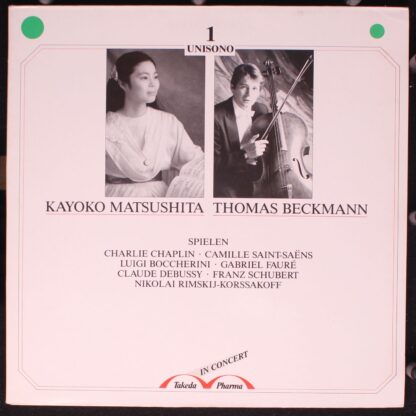 1
UNISONO
KAYOKO MATSUSHITA THOMAS BECKMANN
SPIELEN
CHARLIE CHAPLIN · CAMILLE SAINT-SAËNS
LUIGI BOCCHERINI · GABRIEL FAURÉ
CLAUDE DEBUSSY · FRANZ SCHUBERT
NIKOLAI RIMSKIJ-KORSSAKOFF
IN CONCERT
Takeda Pharma